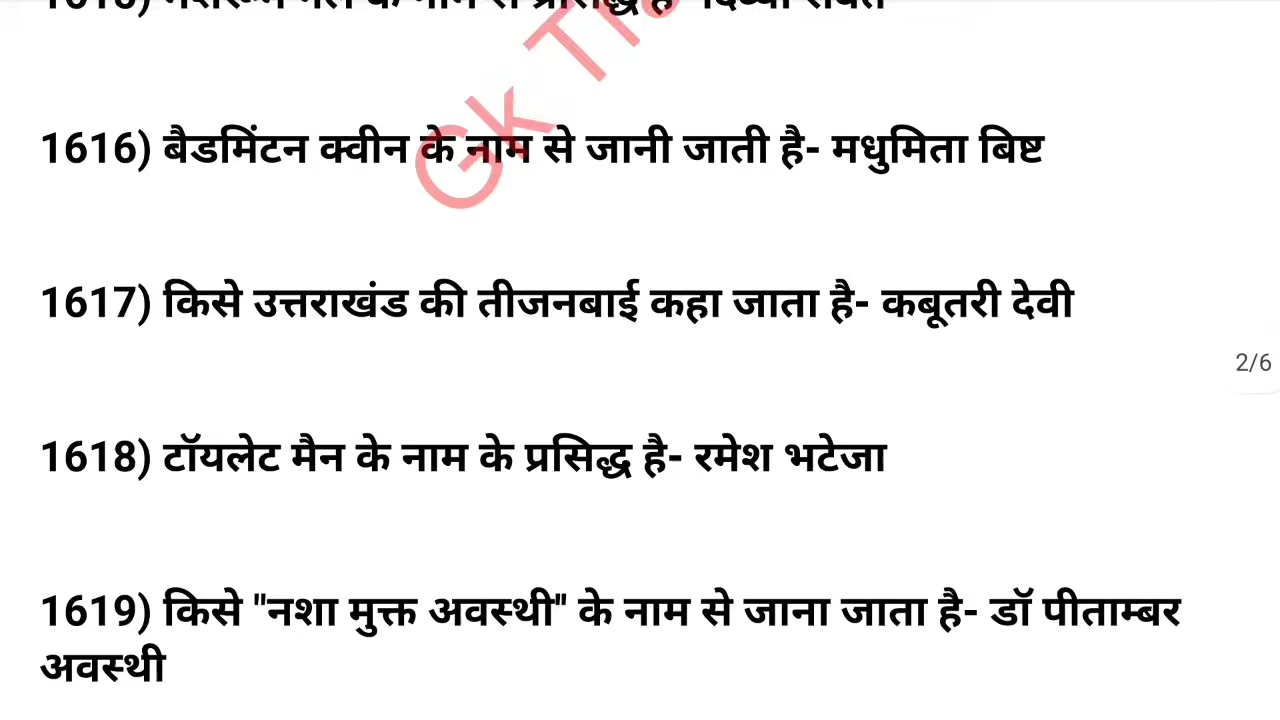 1616) बैडमिंटन क्वीन के नाम से जानी जाती है- मधुमिता बिष्ट
Gk
1617) किसे उत्तराखंड की तीजनबाई कहा जाता है- कबूतरी देवी
2/6
1618) टॉयलेट मैन के नाम के प्रसिद्ध है- रमेश भटेजा
1619) किसे "नशा मुक्त अवस्थी" के नाम से जाना जाता है- डॉ पीताम्बर
अवस्थी